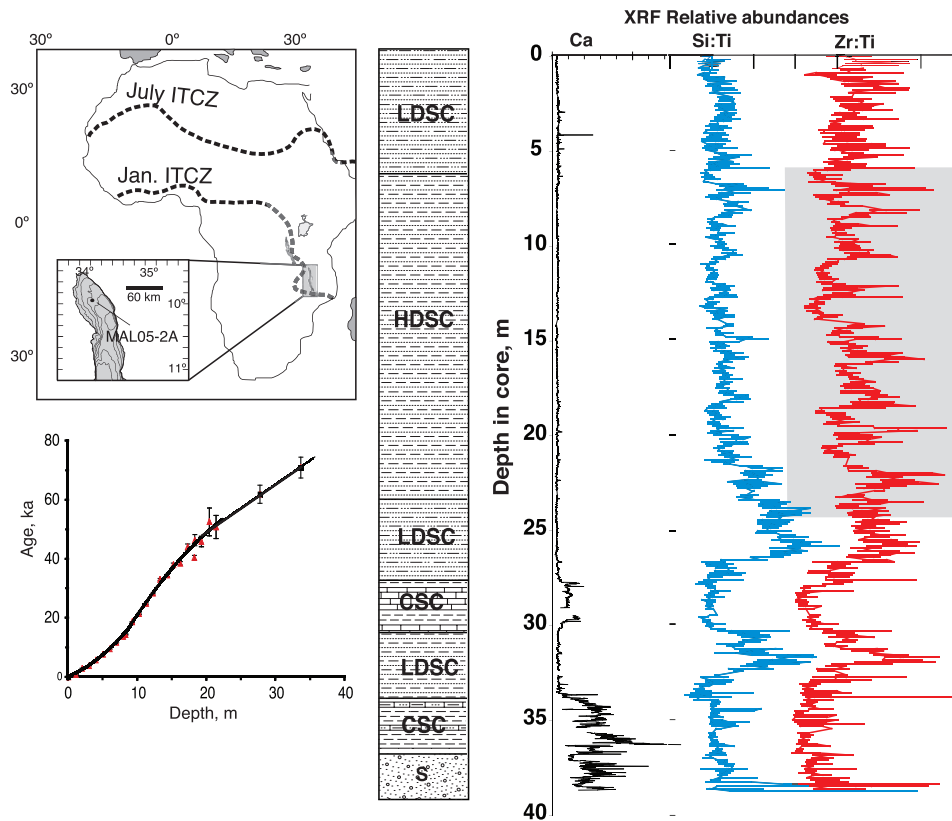 XRF Relative abundances
30° 0° 30°
Ca Si:Ti Zr:Ti
30°
July ITCZ
Jan. ITCZ
0°
34° 35°
60 km
10°
MAL05-2A
11°
30°
LDSC
HDSC
LDSC
CSC
LDSC
CSC
S
0
5
10
15
20
25
30
35
40
Depth in core, m
80
60
40
20
0
Age, ka
0 10 20 30 40
Depth, m